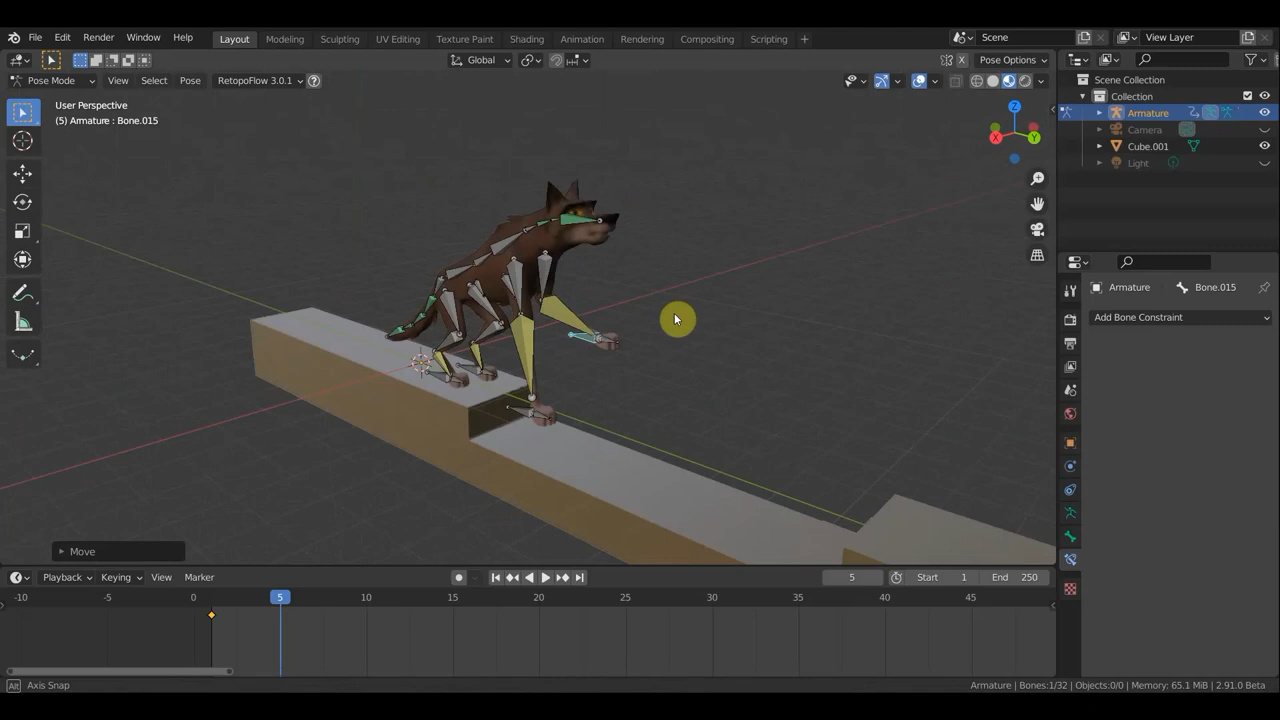 File Edit Render Window Help Layout Modeling Sculpting UV Editing Texture Paint Shading Animation Rendering Compositing Scripting + Scene View Layer
Global Pose Options
Pose Mode View Select Pose RetopoFlow 3.0.1
User Perspective
(5) Armature : Bone.015
Scene Collection
Collection
Armature
Camera
Cube.001
Light
Armature Bone.015
Add Bone Constraint
X
Y
Z
Move
Playback Keying View Marker 5 Start 1 End 250
-10 -5 0 5 10 15 20 25 30 35 40 45
Alt Axis Snap Armature | Bones:1/32 | Objects:0/0 | Memory: 65.1 MiB | 2.91.0 Beta